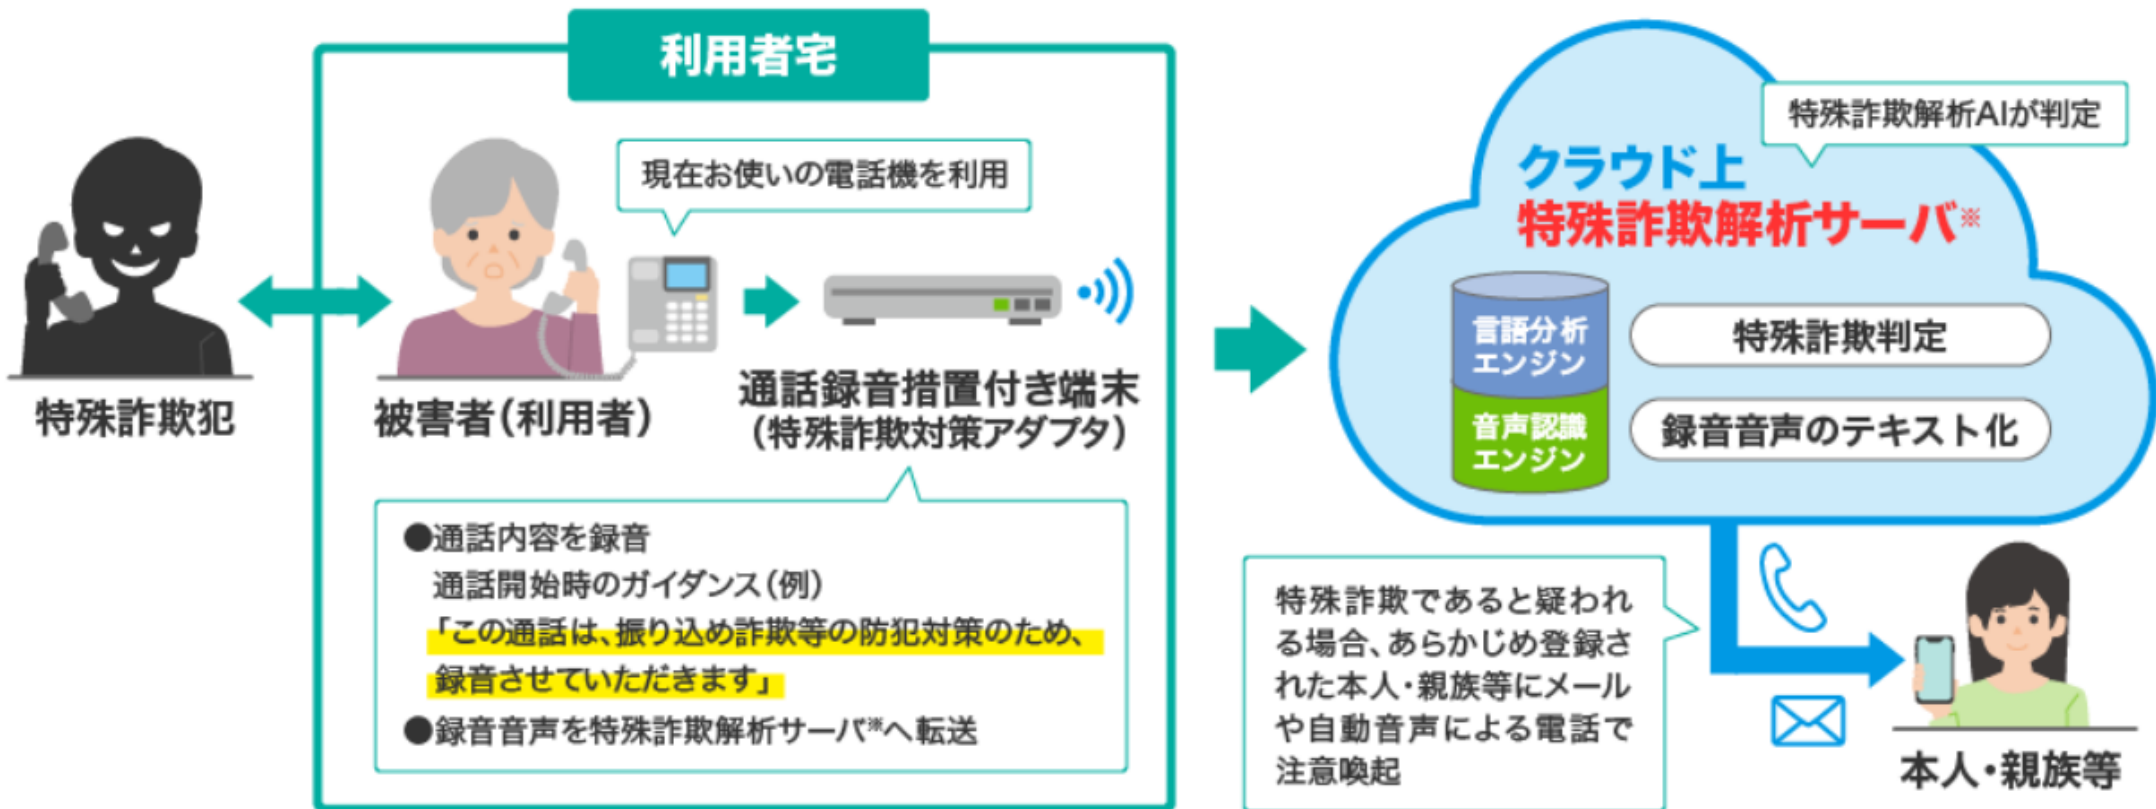 利用者宅
現在お使いの電話機を利用
特殊詐欺犯
被害者(利用者)
通話録音措置付き端末
(特殊詐欺対策アダプタ)
●通話内容を録音
通話開始時のガイダンス(例)
「この通話は、振り込め詐欺等の防犯対策のため、
録音させていただきます」
●録音音声を特殊詐欺解析サーバ※へ転送
特殊詐欺解析AIが判定
クラウド上
特殊詐欺解析サーバ※
言語分析
エンジン
特殊詐欺判定
音声認識
エンジン
録音音声のテキスト化
特殊詐欺であると疑われ
る場合、あらかじめ登録さ
れた本人・親族等にメール
や自動音声による電話で
注意喚起
本人・親族等